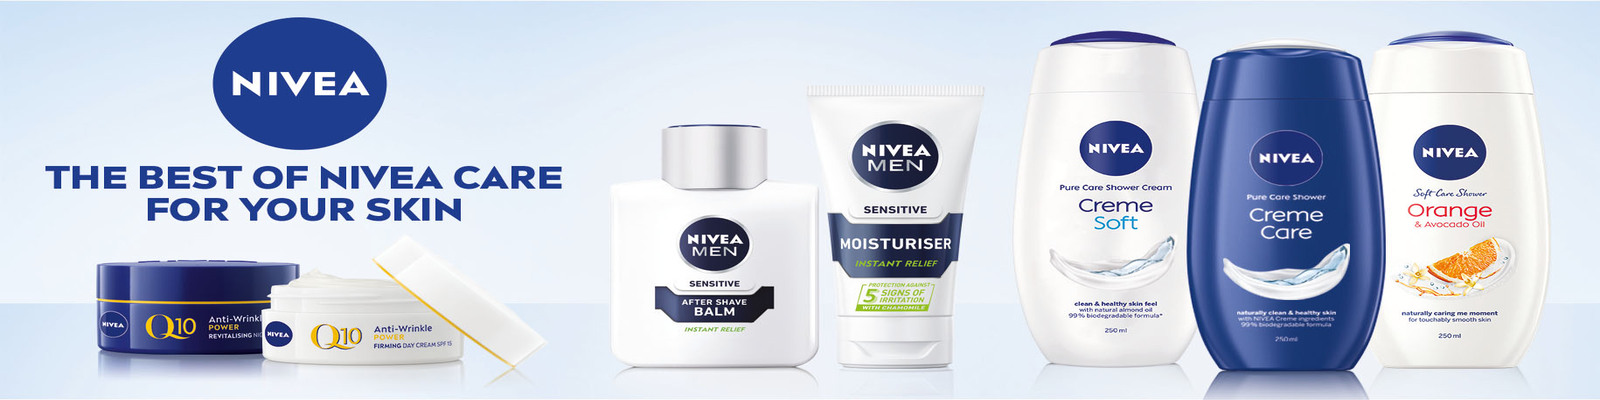 NIVEA
THE BEST OF NIVEA CARE
FOR YOUR SKIN
NIVEA
Q10
Anti-Wrinkl
POWER
REVITALISING
NIVEA
Q10
Anti-Wrinkle
POWER
FIRMING DAY CREAM SPF 15
NIVEA
MEN
SENSITIVE
AFTER SHAVE
BALM
INSTANT RELIEF
NIVEA
MEN
SENSITIVE
MOISTURISER
INSTANT RELIEF
PROTECTION AGAINST
5 SIGNS OF
IRRITATION
WITH CHAMOMILE
NIVEA
Pure Care Shower Cream
Creme
Soft
clean & healthy skin feel
with natural almond oil
99% biodegradable formula*
250 ml
NIVEA
Pure Care Shower
Creme
Care
naturally clean & healthy skin
with NIVEA Creme ingredients
99% biodegradable formula
250 ml
NIVEA
Soft Care Shower
Orange
& Avocado Oil
naturally caring me moment
for touchably smooth skin
250 ml